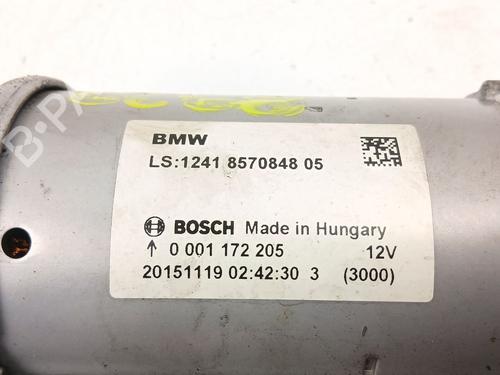 BMW
LS:1241 8570848 05
BOSCH Made in Hungary
↑ 0 001 172 205 12V
20151119 02:42:30 3 (3000)